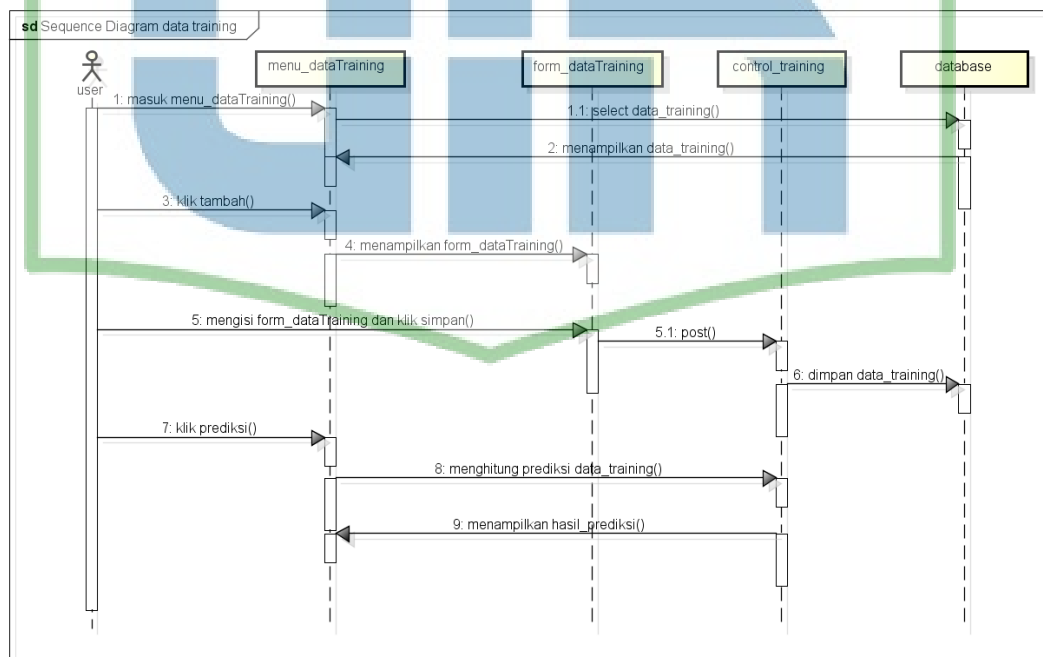 sd Sequence Diagram data training
user
menu_dataTraining
form_dataTraining
control_training
database
1: masuk menu_dataTraining()
1.1: select data_training()
2: menampilkan data_training()
3: klik tambah()
4: menampilkan form_dataTraining()
5: mengisi form_dataTraining dan klik simpan()
5.1: post()
6: dimpan data_training()
7: klik prediksi()
8: menghitung prediksi data_training()
9: menampilkan hasil_prediksi()